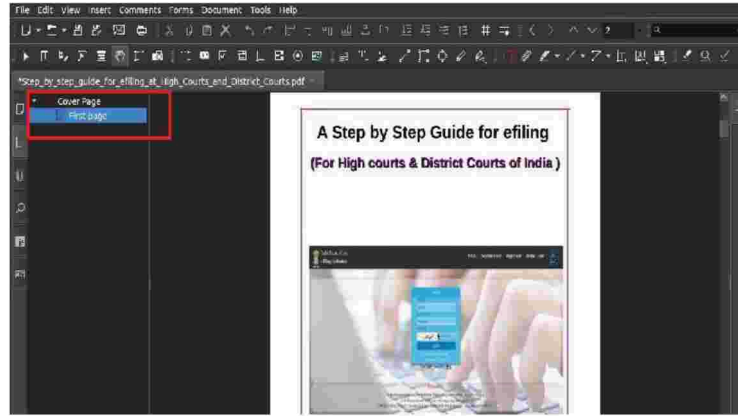 File Edit View Insert Comments Forms Document Tools Help
*Step_by_step_guide_for_efiling_at_High_Courts_and_District_Courts.pdf
Cover Page
First page
A Step by Step Guide for efiling
(For High courts & District Courts of India )